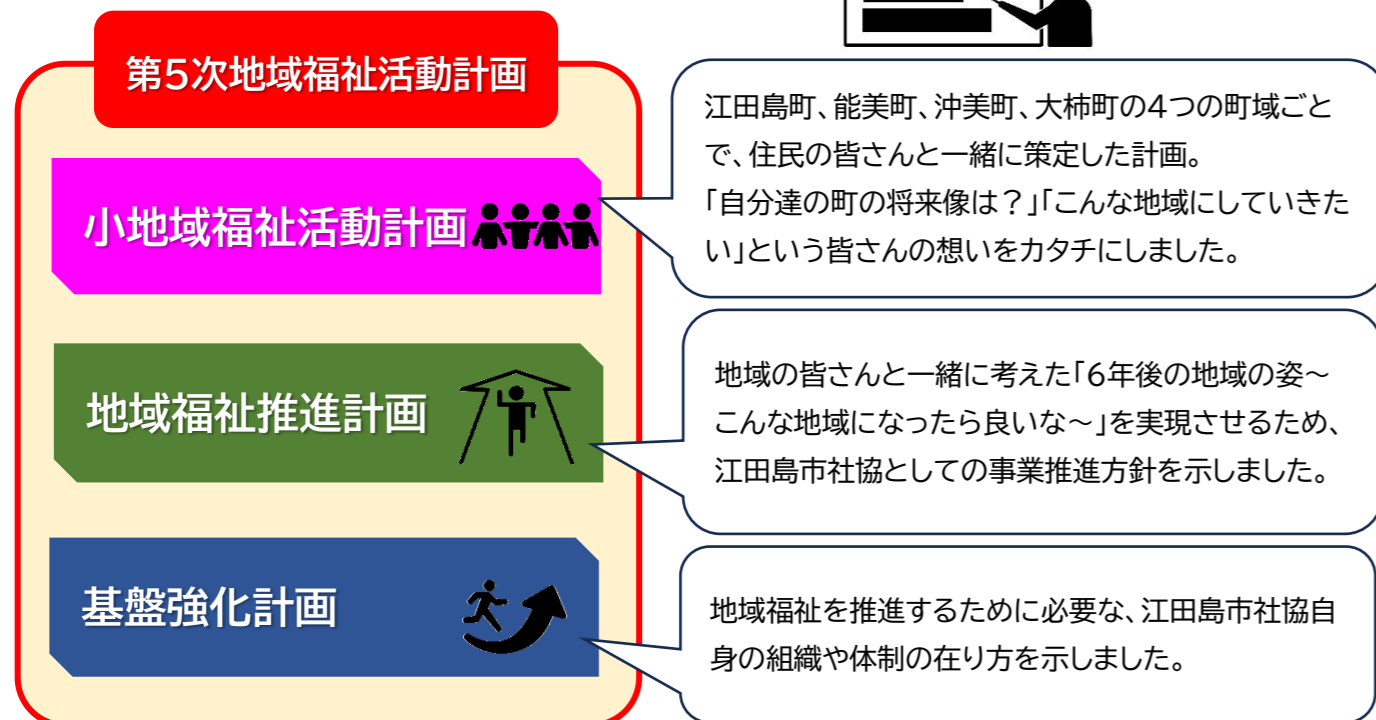 第5次地域福祉活動計画
小地域福祉活動計画
江田島町、能美町、沖美町、大柿町の4つの町域ごと
で、住民の皆さんと一緒に策定した計画。
「自分達の町の将来像は？」「こんな地域にしていきた
い」という皆さんの想いをカタチにしました。
地域福祉推進計画
地域の皆さんと一緒に考えた「6年後の地域の姿～
こんな地域になったら良いな～」を実現させるため、
江田島市社協としての事業推進方針を示しました。
基盤強化計画
地域福祉を推進するために必要な、江田島市社協自
身の組織や体制の在り方を示しました。